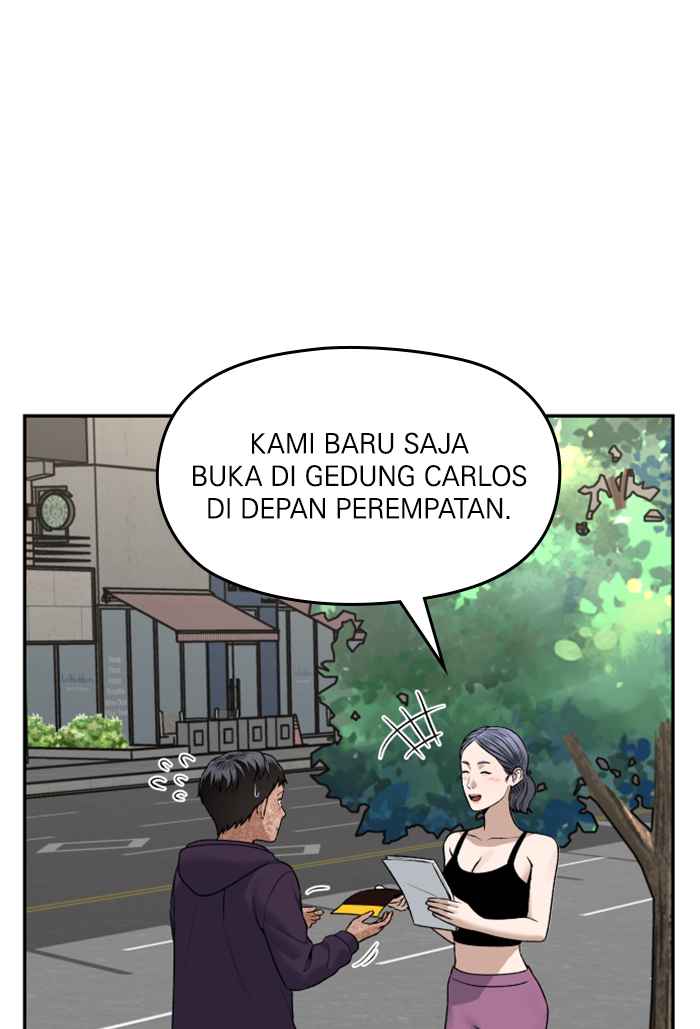 KAMI BARU SAJA
BUKA DI GEDUNG CARLOS
DI DEPAN PEREMPATAN.